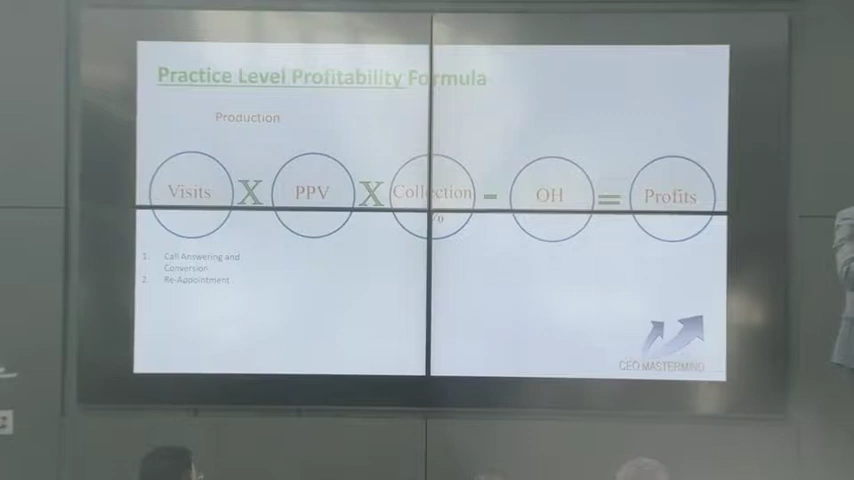 Practice Level Profitability Formula
Production
Visits X PPV X Collection - OH = Profits
%
1. Call Answering and
Conversion
2. Re-Appointment
CEO MASTERMIND